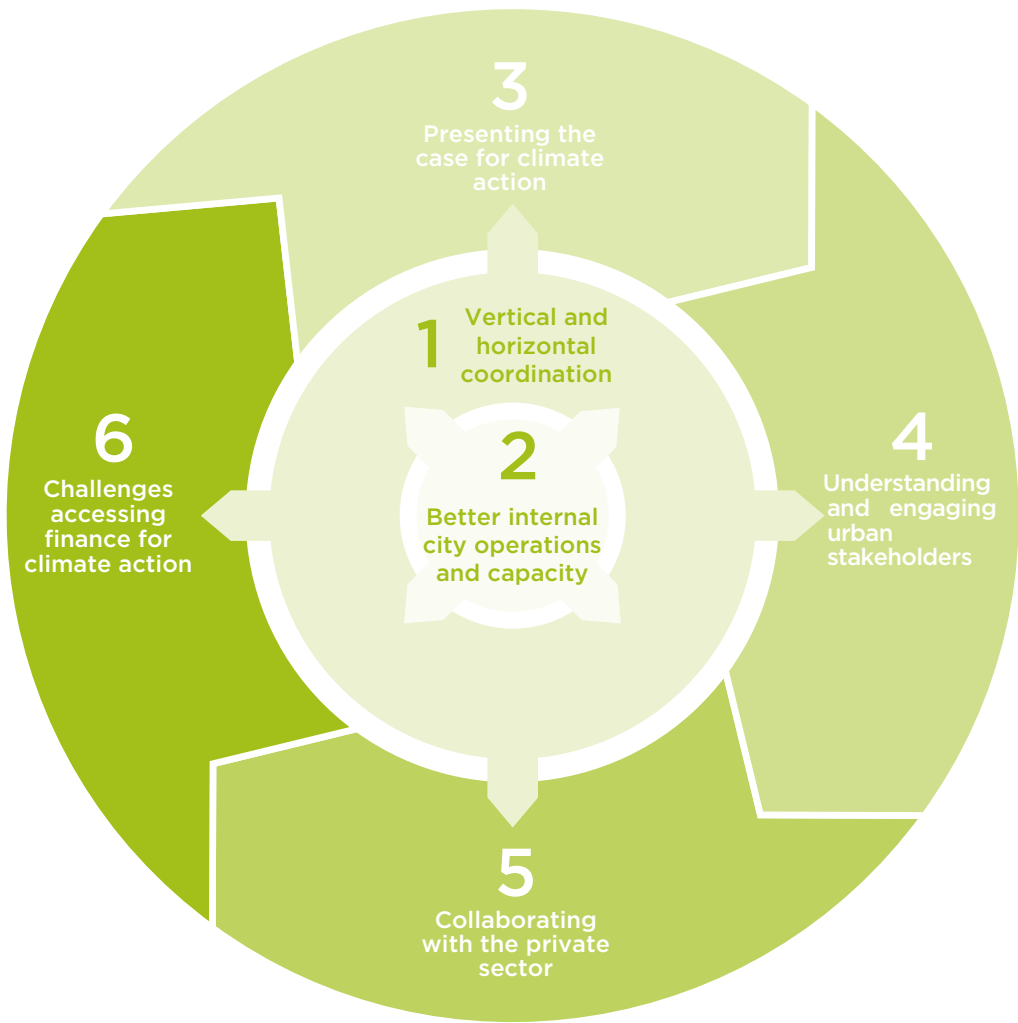 3
Presenting the
case for climate
action
1
Vertical and
horizontal
coordination
2
Better internal
city operations
and capacity
4
Understanding
and engaging
urban
stakeholders
6
Challenges
accessing
finance for
climate action
5
Collaborating
with the private
sector